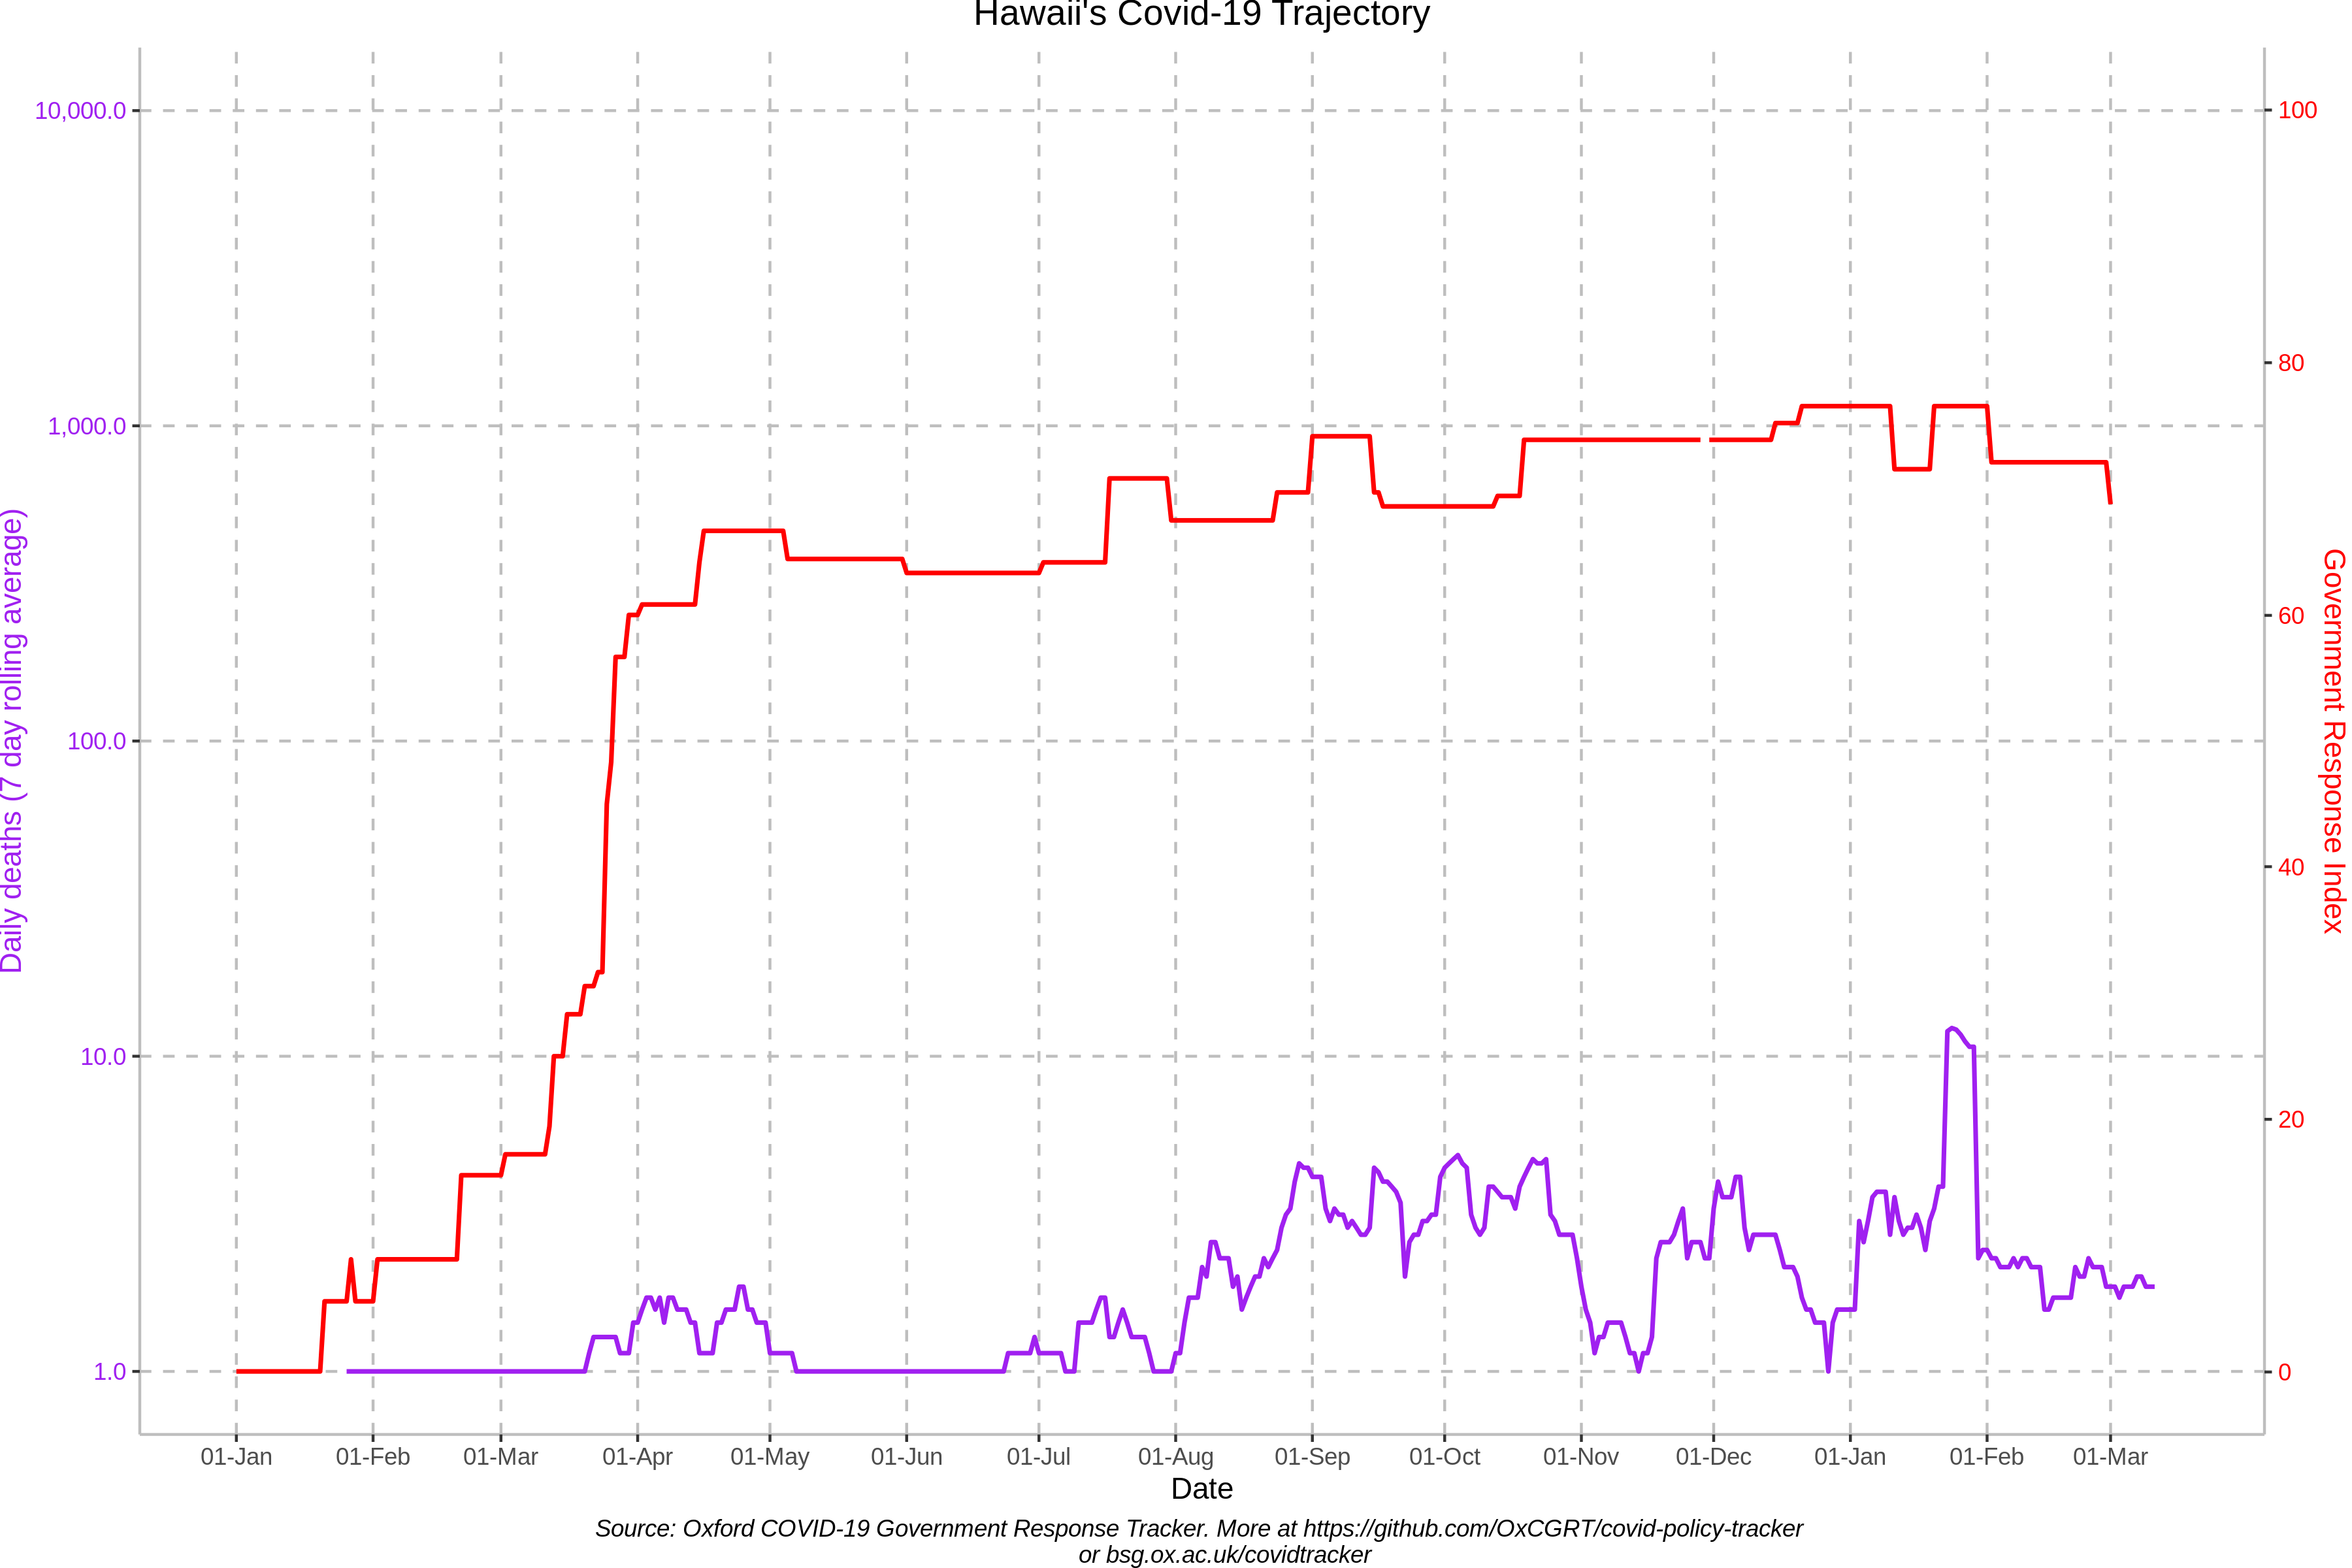 Hawaii's Covid-19 Trajectory
10,000.0
1,000.0
100.0
10.0
1.0
Daily deaths (7 day rolling average)
100
80
60
40
20
0
Government Response Index
01-Jan 01-Feb 01-Mar 01-Apr 01-May 01-Jun 01-Jul 01-Aug 01-Sep 01-Oct 01-Nov 01-Dec 01-Jan 01-Feb 01-Mar
Date
Source: Oxford COVID-19 Government Response Tracker. More at https://github.com/OxCGRT/covid-policy-tracker
or bsg.ox.ac.uk/covidtracker